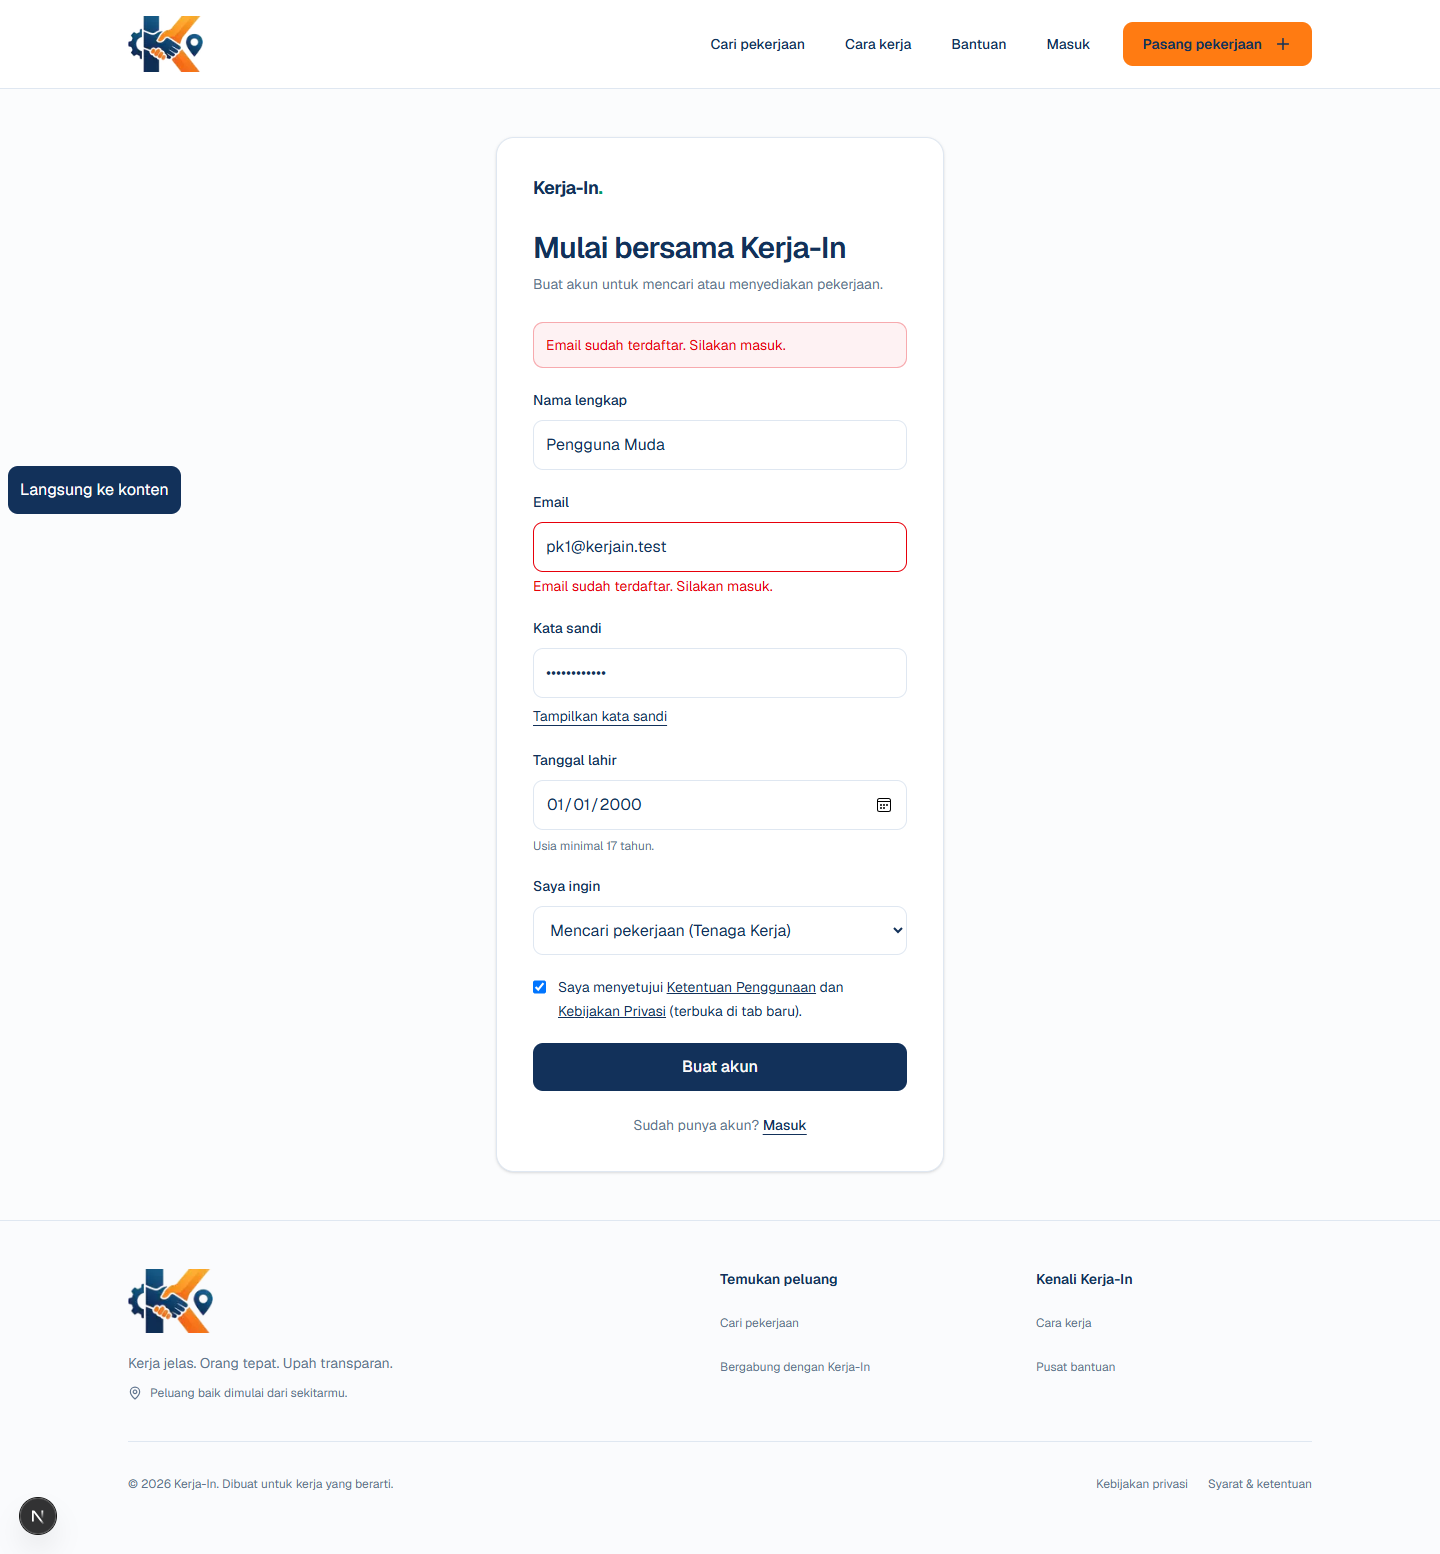 Cari pekerjaan
Cara kerja
Bantuan
Masuk
Pasang pekerjaan
Kerja-In.
Mulai bersama Kerja-In
Buat akun untuk mencari atau menyediakan pekerjaan.
Email sudah terdaftar. Silakan masuk.
Nama lengkap
Pengguna Muda
Langsung ke konten
Email
pk1@kerjain.test
Email sudah terdaftar. Silakan masuk.
Kata sandi
••••••••••••
Tampilkan kata sandi
Tanggal lahir
01/01/2000
Usia minimal 17 tahun.
Saya ingin
Mencari pekerjaan (Tenaga Kerja)
Saya menyetujui Ketentuan Penggunaan dan
Kebijakan Privasi (terbuka di tab baru).
Buat akun
Sudah punya akun? Masuk
Kerja jelas. Orang tepat. Upah transparan.
Peluang baik dimulai dari sekitarmu.
Temukan peluang
Cari pekerjaan
Bergabung dengan Kerja-In
Kenali Kerja-In
Cara kerja
Pusat bantuan
© 2026 Kerja-In. Dibuat untuk kerja yang berarti.
Kebijakan privasi
Syarat & ketentuan
N